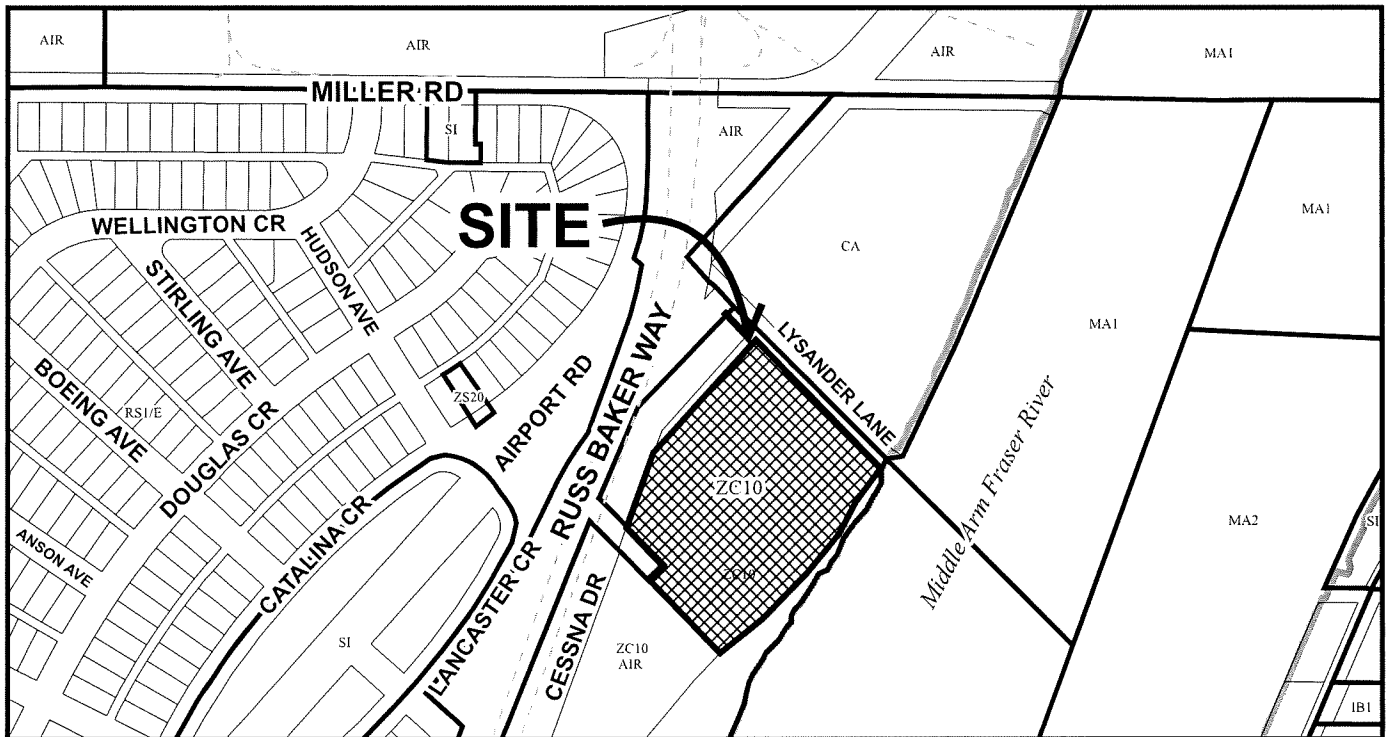 AIR
AIR
AIR
MA1
MILLER RD
SI
AIR
MA1
WELLINGTON CR
SITE
HUDSON AVE
CA
STIRLING AVE
MA1
LYSANDER LANE
BOEING AVE
RS1/E
ZS20
AIRPORT RD
RUSS BAKER WAY
DOUGLAS CR
ZC10
Middle Arm Fraser River
MA2
SI
ANSON AVE
CATALINA CR
ZC10
LANCASTER CR
CESSNA DR
SI
ZC10
AIR
IB1